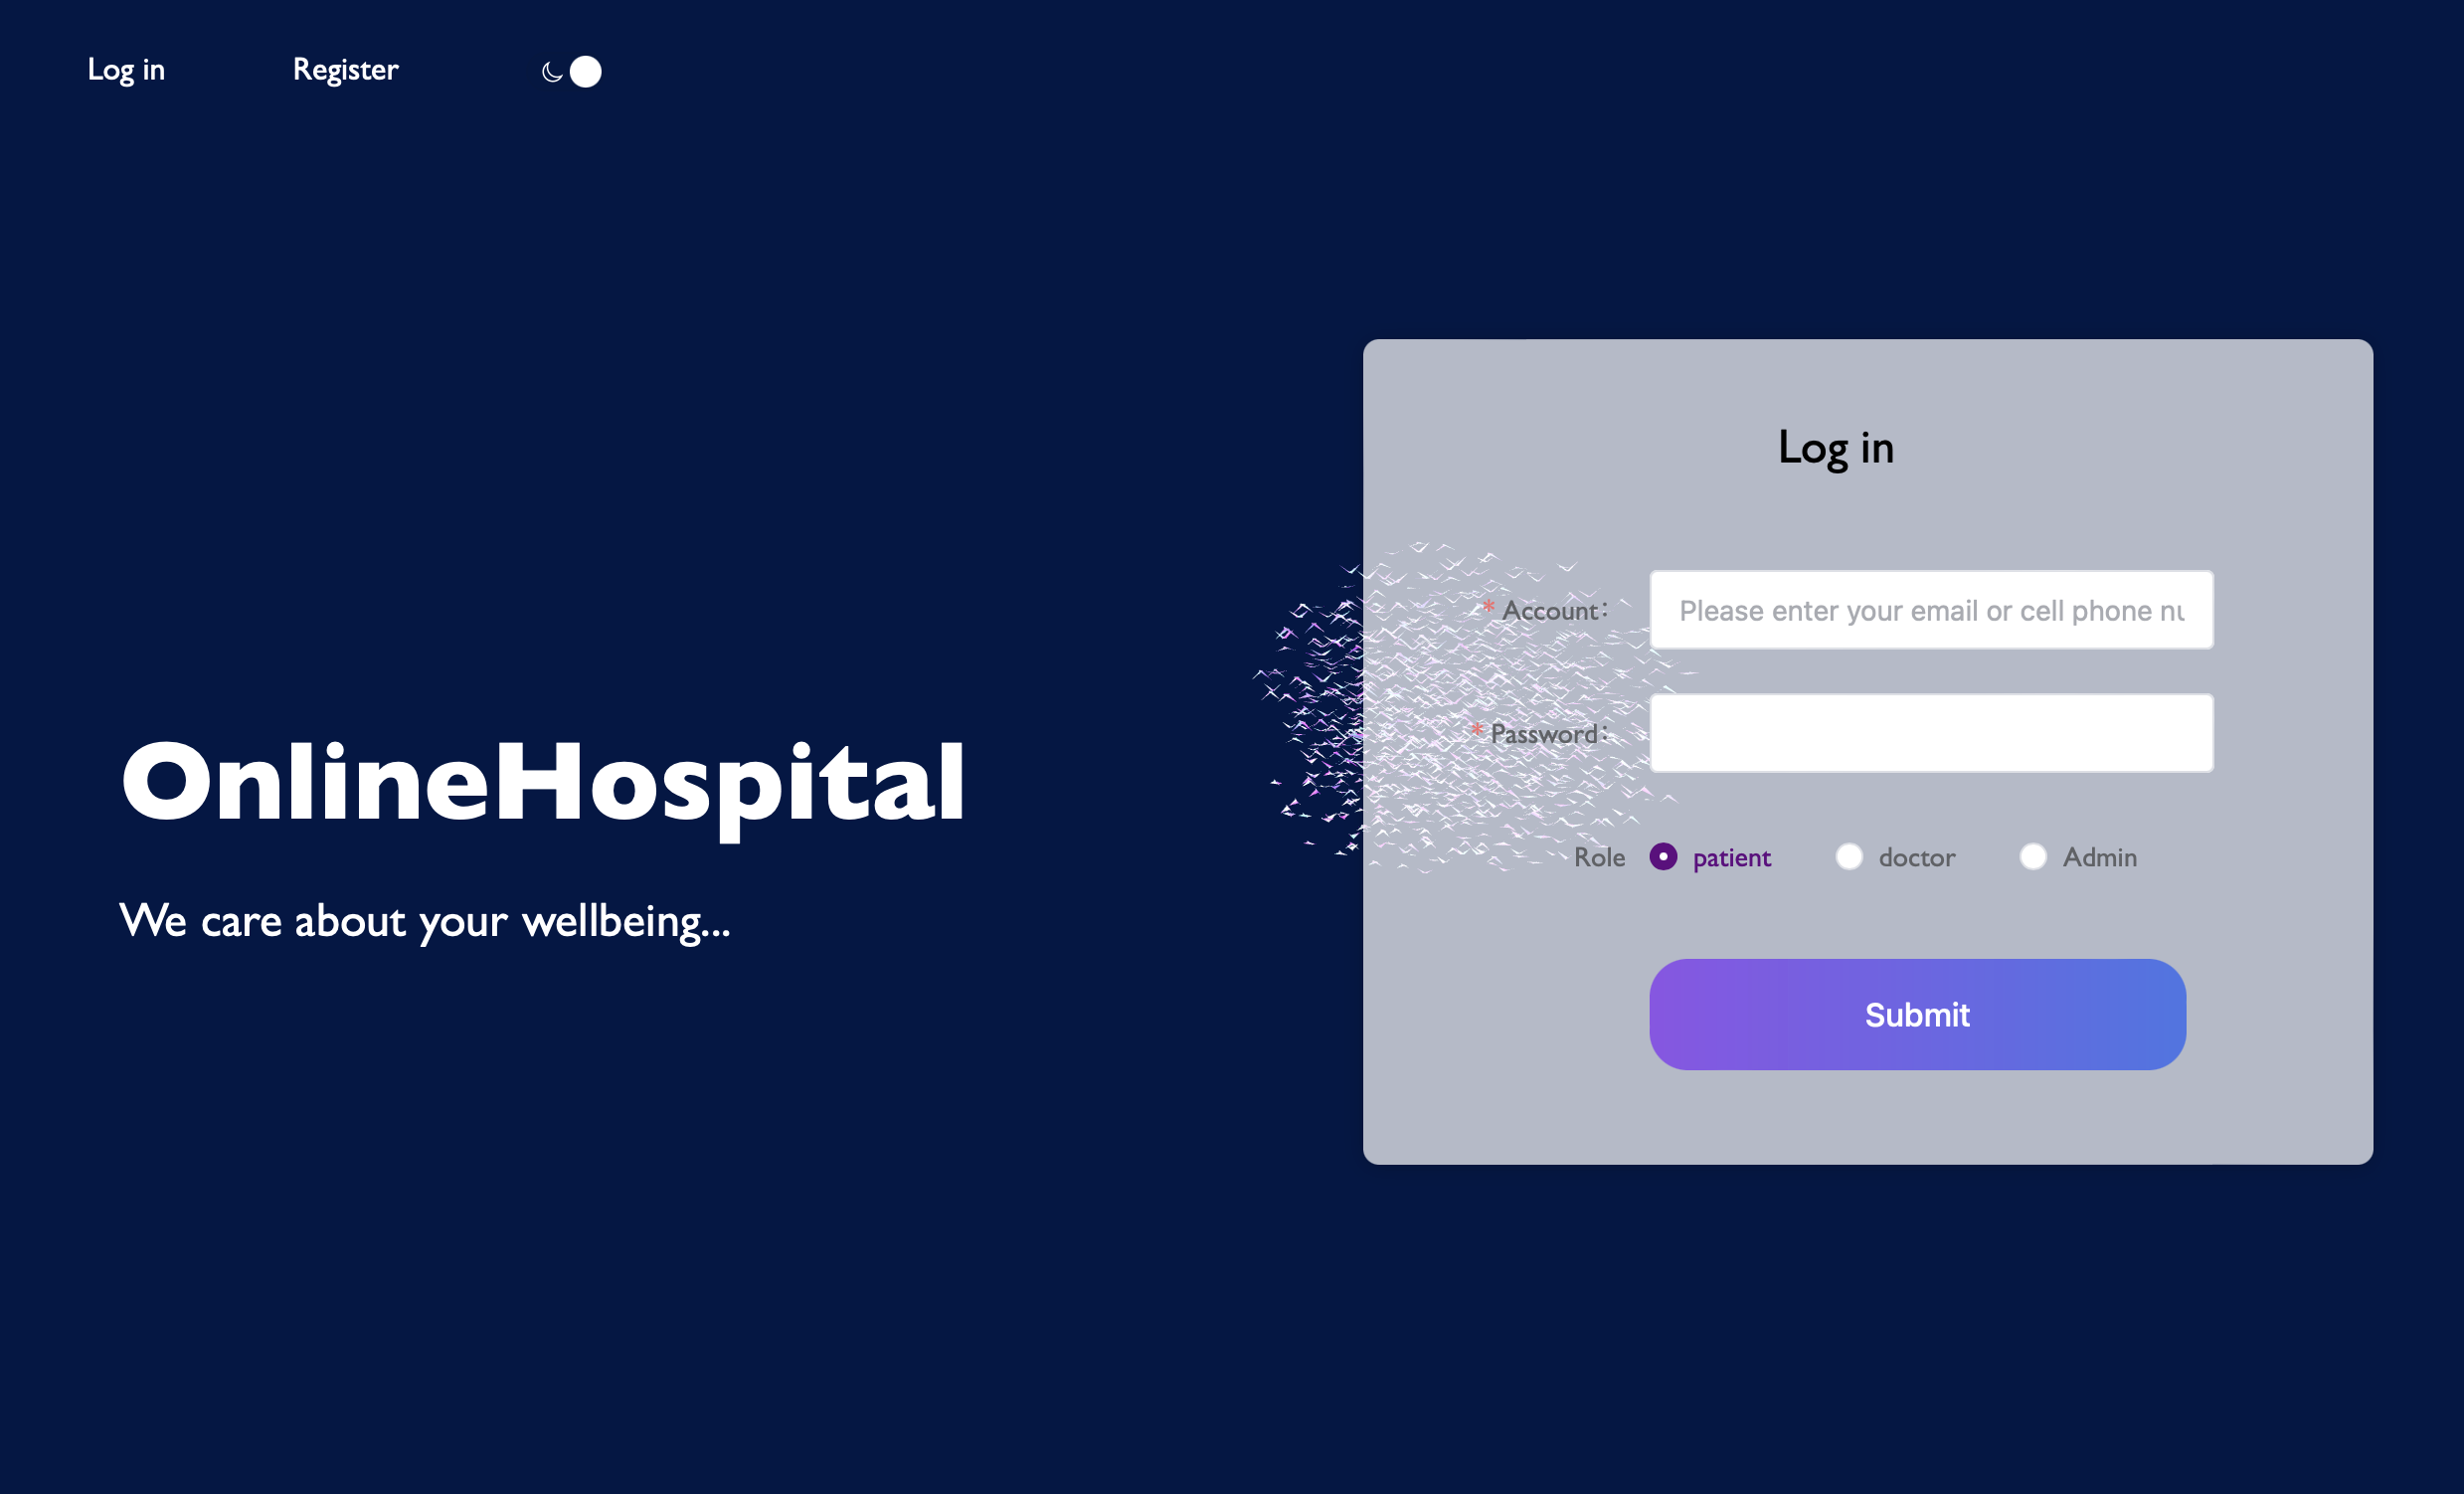 Log in Register
OnlineHospital
We care about your wellbeing...
Log in
* Account: Please enter your email or cell phone nu
* Password:
Role patient doctor Admin
Submit